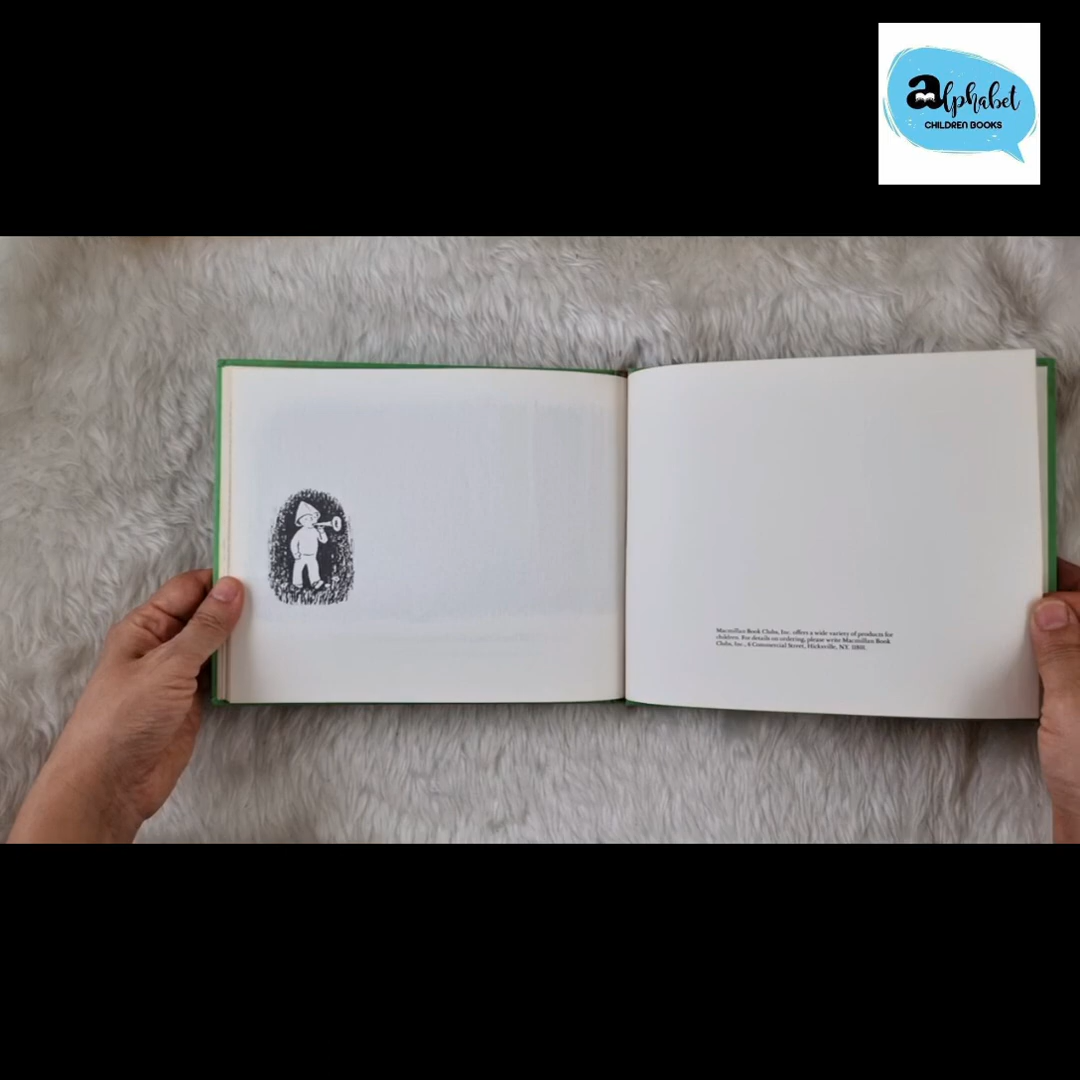 alphabet
CHILDREN BOOKS
Macmillan Book Clubs, Inc. offers a wide variety of products for
children. For details on ordering, please write Macmillan Book
Clubs, Inc., 6 Commercial Street, Hicksville, N.Y. 11801.